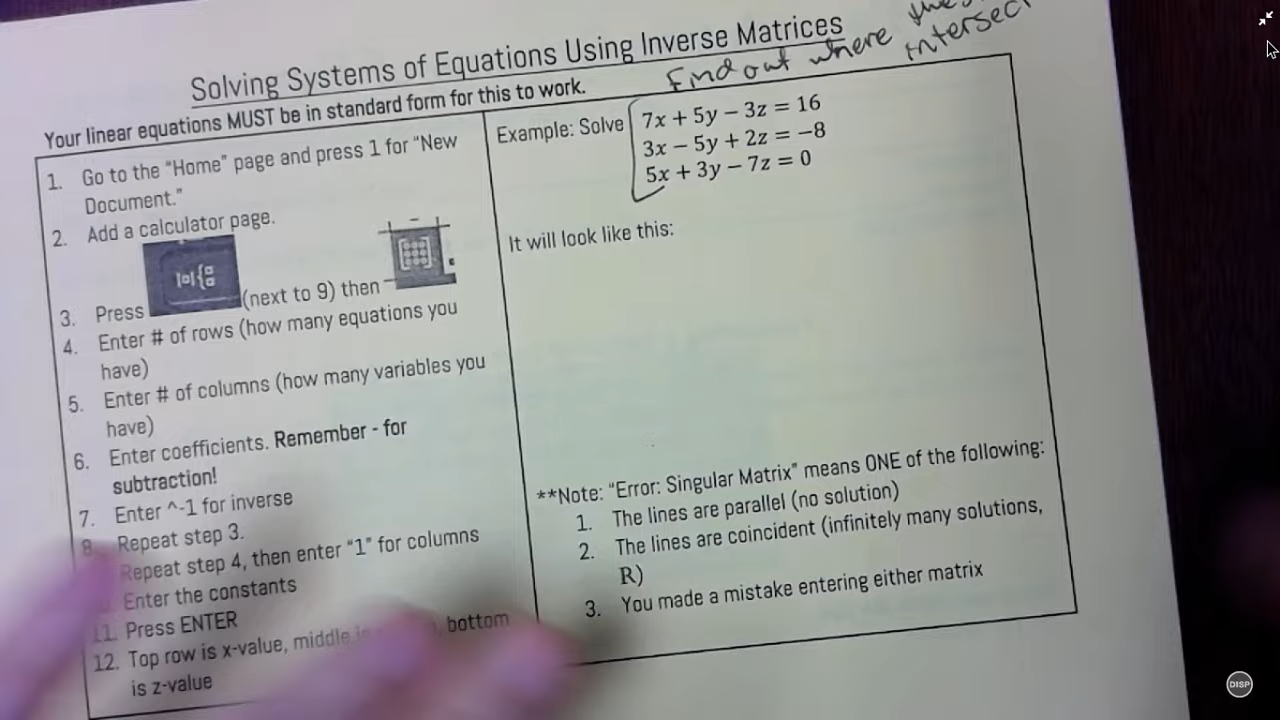 Solving Systems of Equations Using Inverse Matrices
Find out where
Your linear equations MUST be in standard form for this to work.
1. Go to the "Home" page and press 1 for "New
Document."
2. Add a calculator page.
3. Press (next to 9) then
4. Enter # of rows (how many equations you
have)
5. Enter # of columns (how many variables you
have)
6. Enter coefficients. Remember - for
subtraction!
7. Enter ^-1 for inverse
8. Repeat step 3.
Repeat step 4, then enter "1" for columns
Enter the constants
11. Press ENTER
12. Top row is x-value, middle bottom
is z-value
Example: Solve
7x + 5y − 3z = 16
3x − 5y + 2z = −8
5x + 3y − 7z = 0
It will look like this:
**Note: "Error: Singular Matrix" means ONE of the following:
1. The lines are parallel (no solution)
2. The lines are coincident (infinitely many solutions,
R)
3. You made a mistake entering either matrix
DISP